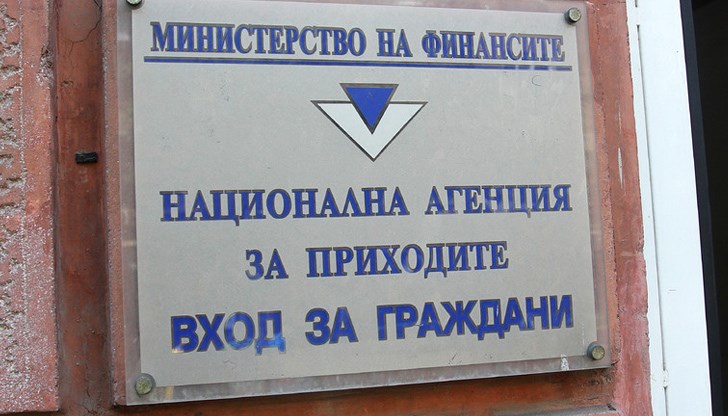 МИНИСТЕРСТВО НА ФИНАНСИТЕ
НАЦИОНАЛНА АГЕНЦИЯ
ЗА ПРИХОДИТЕ
ВХОД ЗА ГРАЖДАНИ